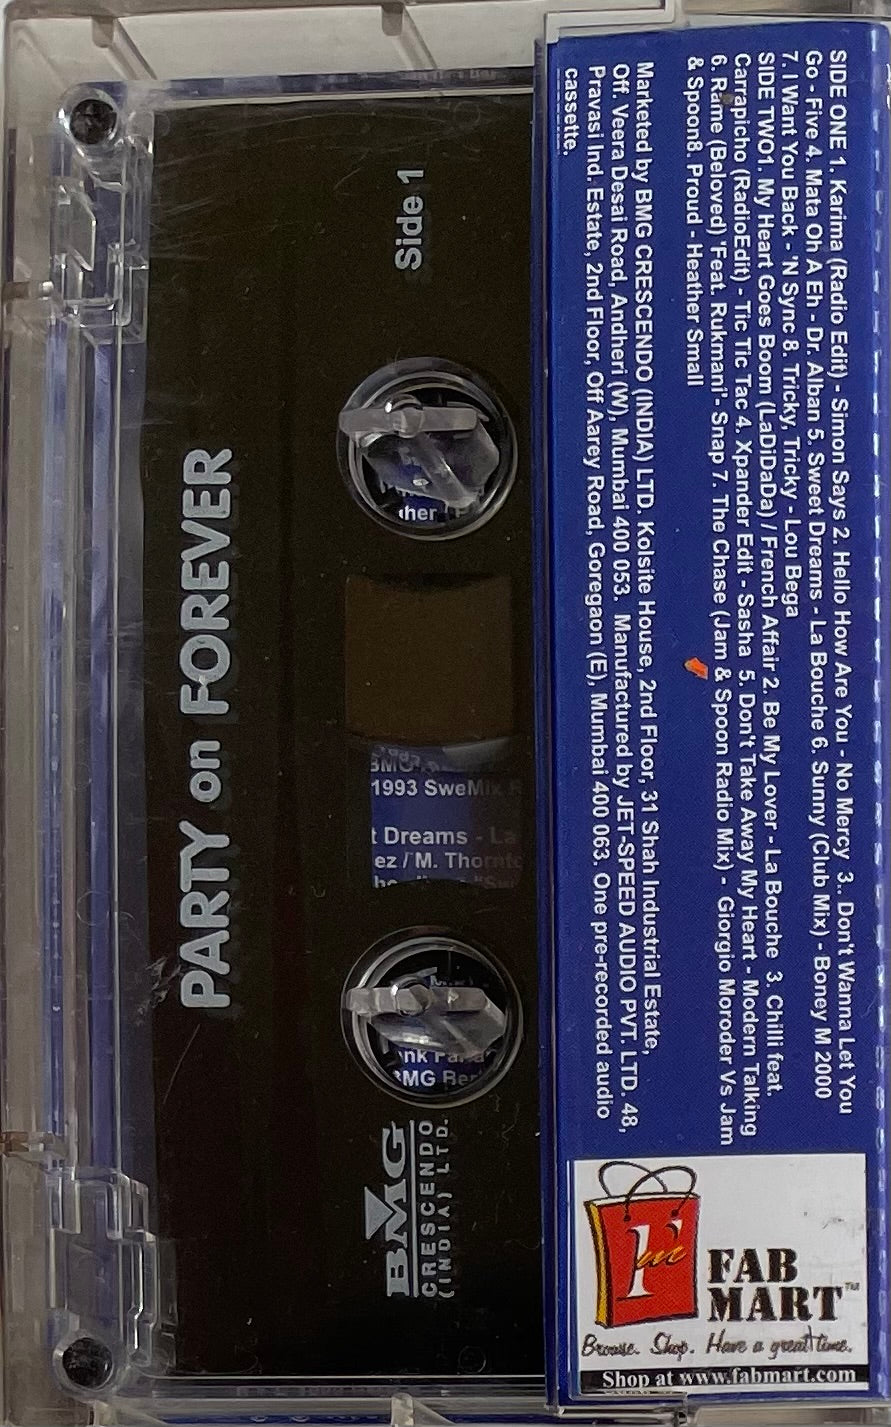 SIDE ONE 1. Karima (Radio Edit) - Simon Says 2. Hello How Are You - No Mercy 3.. Don't Wanna Let You
Go - Five 4. Mata Oh A Eh - Dr. Alban 5. Sweet Dreams - La Bouche 6. Sunny (Club Mix) - Boney M 2000
7. I Want You Back - 'N Sync 8. Tricky, Tricky - Lou Bega
SIDE TWO1. My Heart Goes Boom (LaDiDaDa) / French Affair 2. Be My Lover - La Bouche 3. Chilli feat.
Carrapicho (RadioEdit) - Tic Tic Tac 4. Xpander Edit - Sasha 5. Don't Take Away My Heart - Modern Talking
6. Rame (Beloved) 'Feat. Rukmani'- Snap 7. The Chase (Jam & Spoon Radio Mix) - Giorgio Moroder Vs Jam
& Spoon8. Proud - Heather Small
Marketed by BMG CRESCENDO (INDIA) LTD. Kolsite House, 2nd Floor, 31 Shah Industrial Estate,
Off. Veera Desai Road, Andheri (W), Mumbai 400 053. Manufactured by JET-SPEED AUDIO PVT. LTD. 48,
Pravasi Ind. Estate, 2nd Floor, Off Aarey Road, Goregaon (E), Mumbai 400 063. One pre-recorded audio
cassette.
FAB
MART™
Browse. Shop. Have a great time.
Shop at www.fabmart.com
PARTY on FOREVER
Side 1
BMG
CRESCENDO
(INDIA) LTD.
1993 SweMix
t Dreams - La
ez / M. Thornto